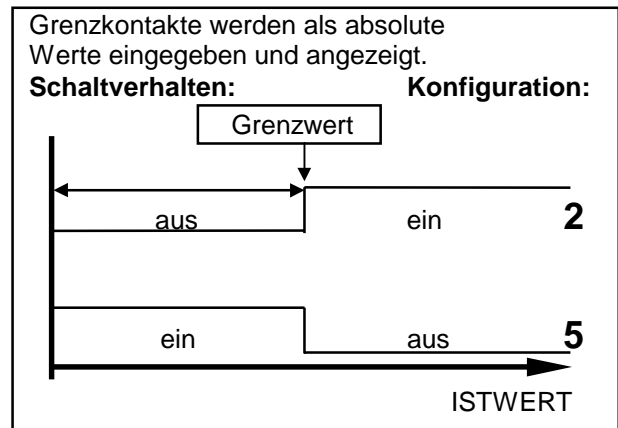 Grenzkontakte werden als absolute
Werte eingegeben und angezeigt.
Schaltverhalten: Konfiguration:
Grenzwert
aus ein 2
ein aus 5
ISTWERT